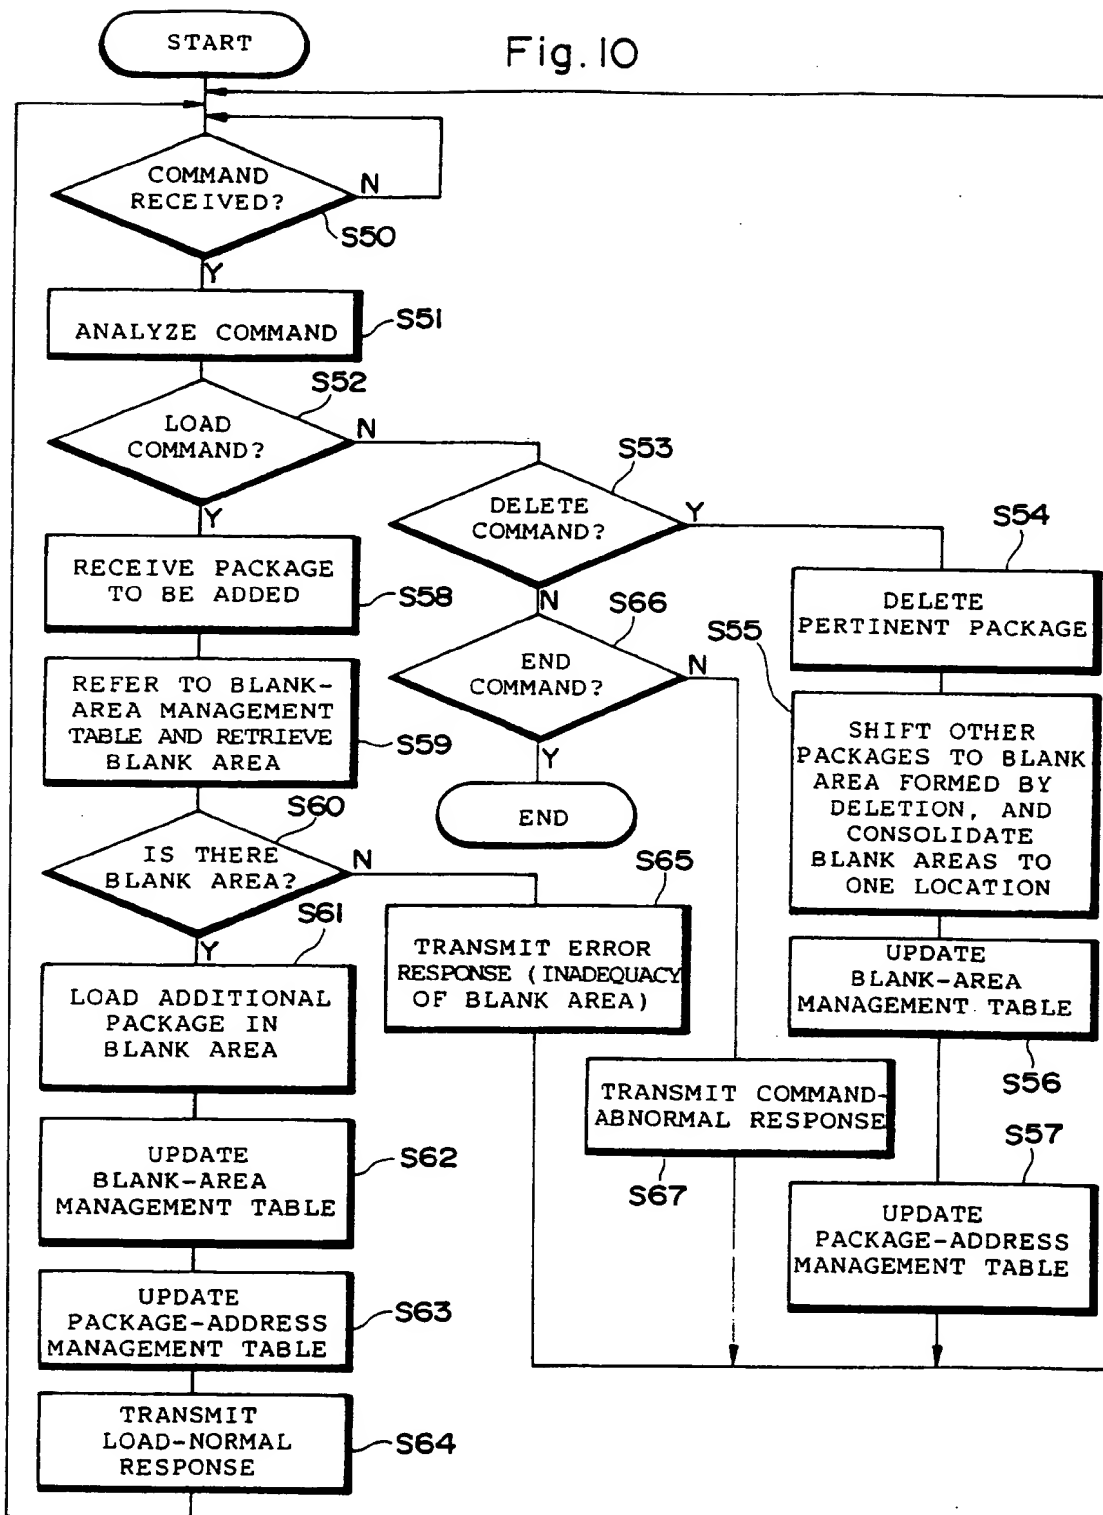 START
Fig. 10
COMMAND
RECEIVED?
N
S50
Y
ANALYZE COMMAND
S51
S52
LOAD
COMMAND?
N
Y
S53
DELETE
COMMAND?
Y
N
S54
DELETE
PERTINENT PACKAGE
RECEIVE PACKAGE
TO BE ADDED
S58
S66
END
COMMAND?
N
Y
END
S55
SHIFT OTHER
PACKAGES TO BLANK
AREA FORMED BY
DELETION, AND
CONSOLIDATE
BLANK AREAS TO
ONE LOCATION
REFER TO BLANK-
AREA MANAGEMENT
TABLE AND RETRIEVE
BLANK AREA
S59
S60
IS THERE
BLANK AREA?
N
Y
S65
TRANSMIT ERROR
RESPONSE (INADEQUACY
OF BLANK AREA)
UPDATE
BLANK-AREA
MANAGEMENT TABLE
S56
S61
LOAD ADDITIONAL
PACKAGE IN
BLANK AREA
TRANSMIT COMMAND-
ABNORMAL RESPONSE
S67
S57
UPDATE
PACKAGE-ADDRESS
MANAGEMENT TABLE
UPDATE
BLANK-AREA
MANAGEMENT TABLE
S62
UPDATE
PACKAGE-ADDRESS
MANAGEMENT TABLE
S63
TRANSMIT
LOAD-NORMAL
RESPONSE
S64